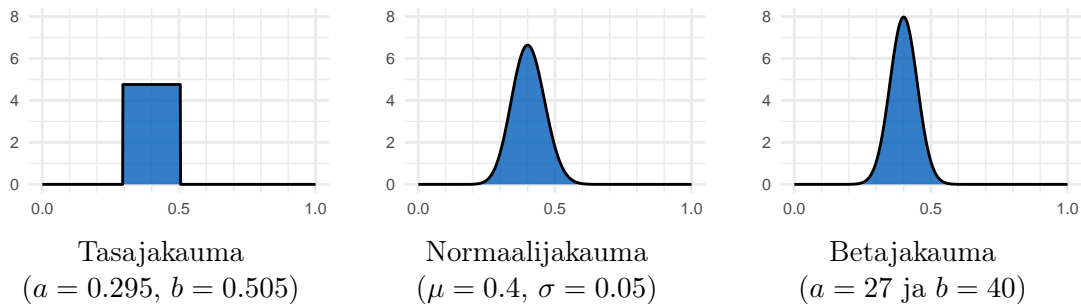 8
6
4
2
0
0.0 0.5 1.0
Tasajakauma
(a = 0.295, b = 0.505)
8
6
4
2
0
0.0 0.5 1.0
Normaalijakauma
(μ = 0.4, σ = 0.05)
8
6
4
2
0
0.0 0.5 1.0
Betajakauma
(a = 27 ja b = 40)